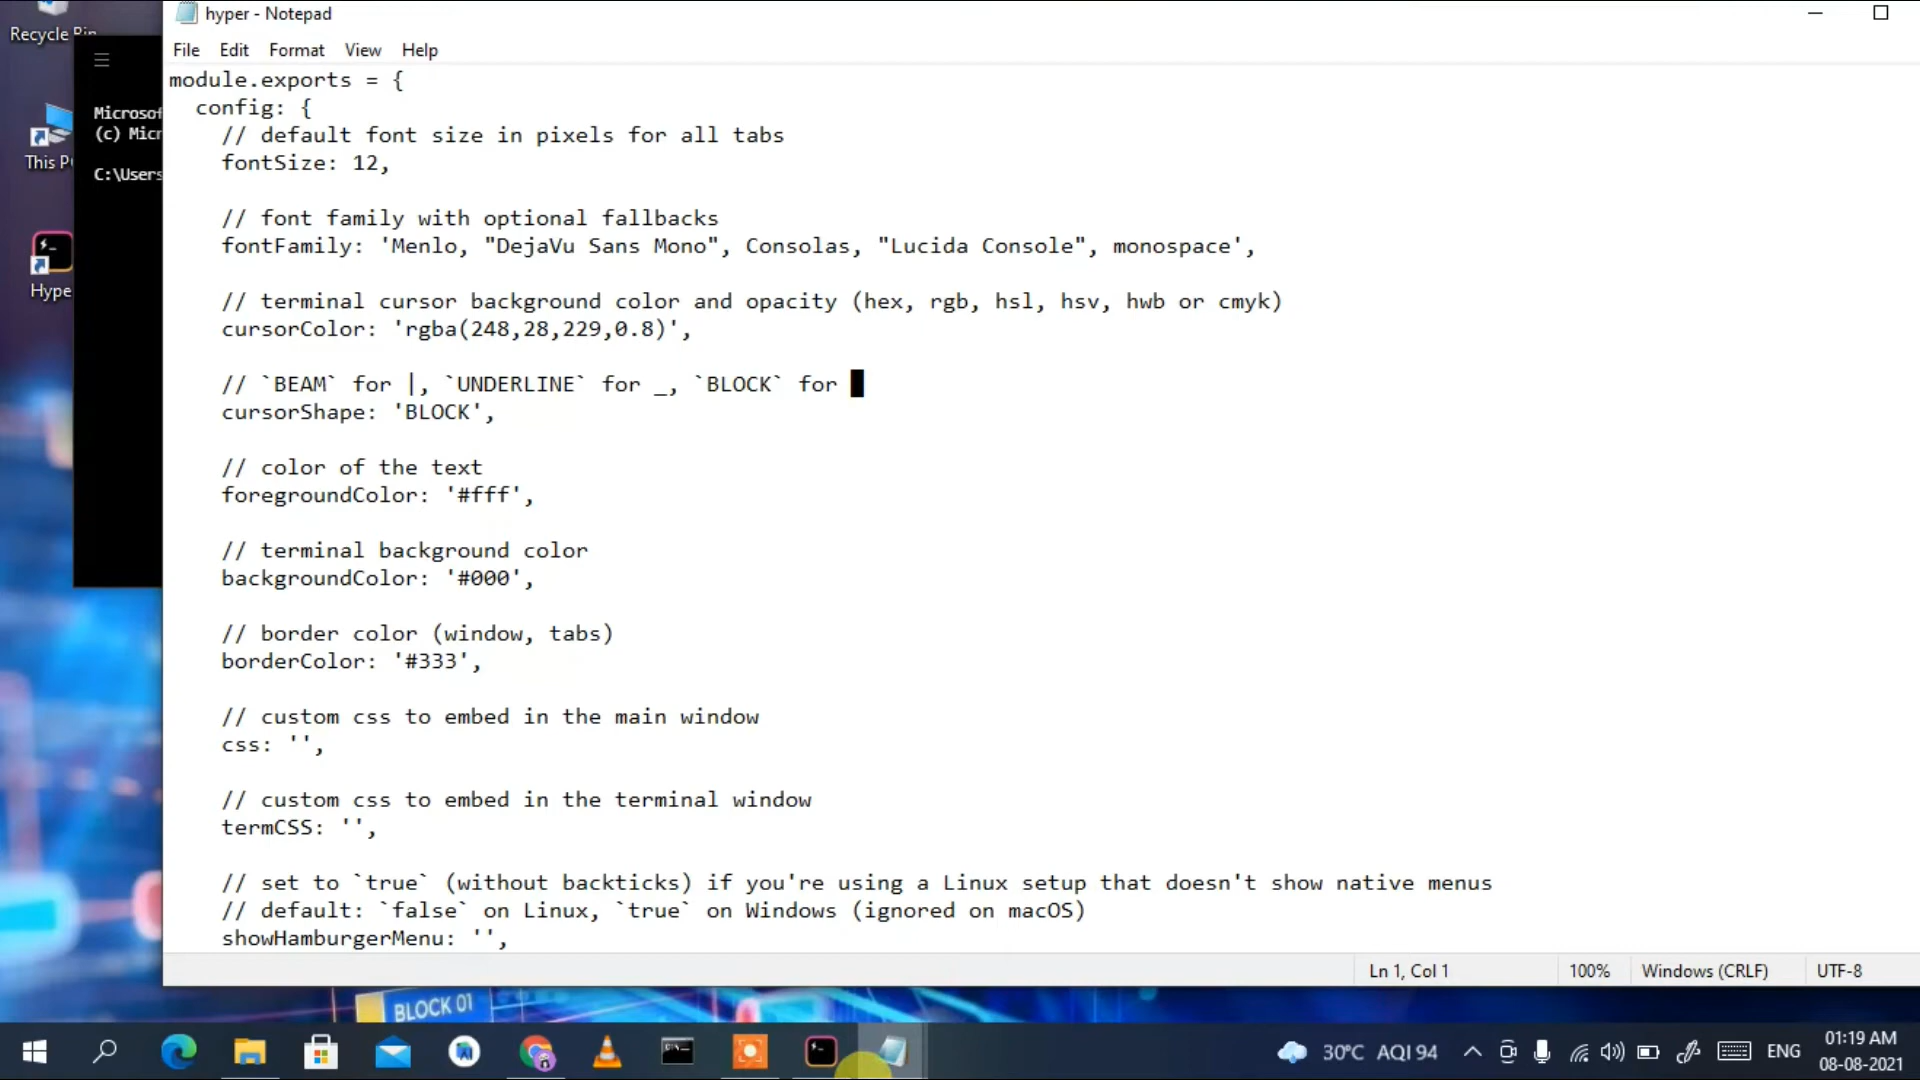 hyper - Notepad
Recycle Bin
File Edit Format View Help
module.exports = {
config: {
// default font size in pixels for all tabs
fontSize: 12,
// font family with optional fallbacks
fontFamily: 'Menlo, "DejaVu Sans Mono", Consolas, "Lucida Console", monospace',
// terminal cursor background color and opacity (hex, rgb, hsl, hsv, hwb or cmyk)
cursorColor: 'rgba(248,28,229,0.8)',
// `BEAM` for |, `UNDERLINE` for _, `BLOCK` for █
cursorShape: 'BLOCK',
// color of the text
foregroundColor: '#fff',
// terminal background color
backgroundColor: '#000',
// border color (window, tabs)
borderColor: '#333',
// custom css to embed in the main window
css: '',
// custom css to embed in the terminal window
termCSS: '',
// set to `true` (without backticks) if you're using a Linux setup that doesn't show native menus
// default: `false` on Linux, `true` on Windows (ignored on macOS)
showHamburgerMenu: '',
Microsof
(c) Micr
C:\Users
This P
Hype
Ln 1, Col 1
100%
Windows (CRLF)
UTF-8
BLOCK 01
30°C AQI 94
ENG
01:19 AM
08-08-2021